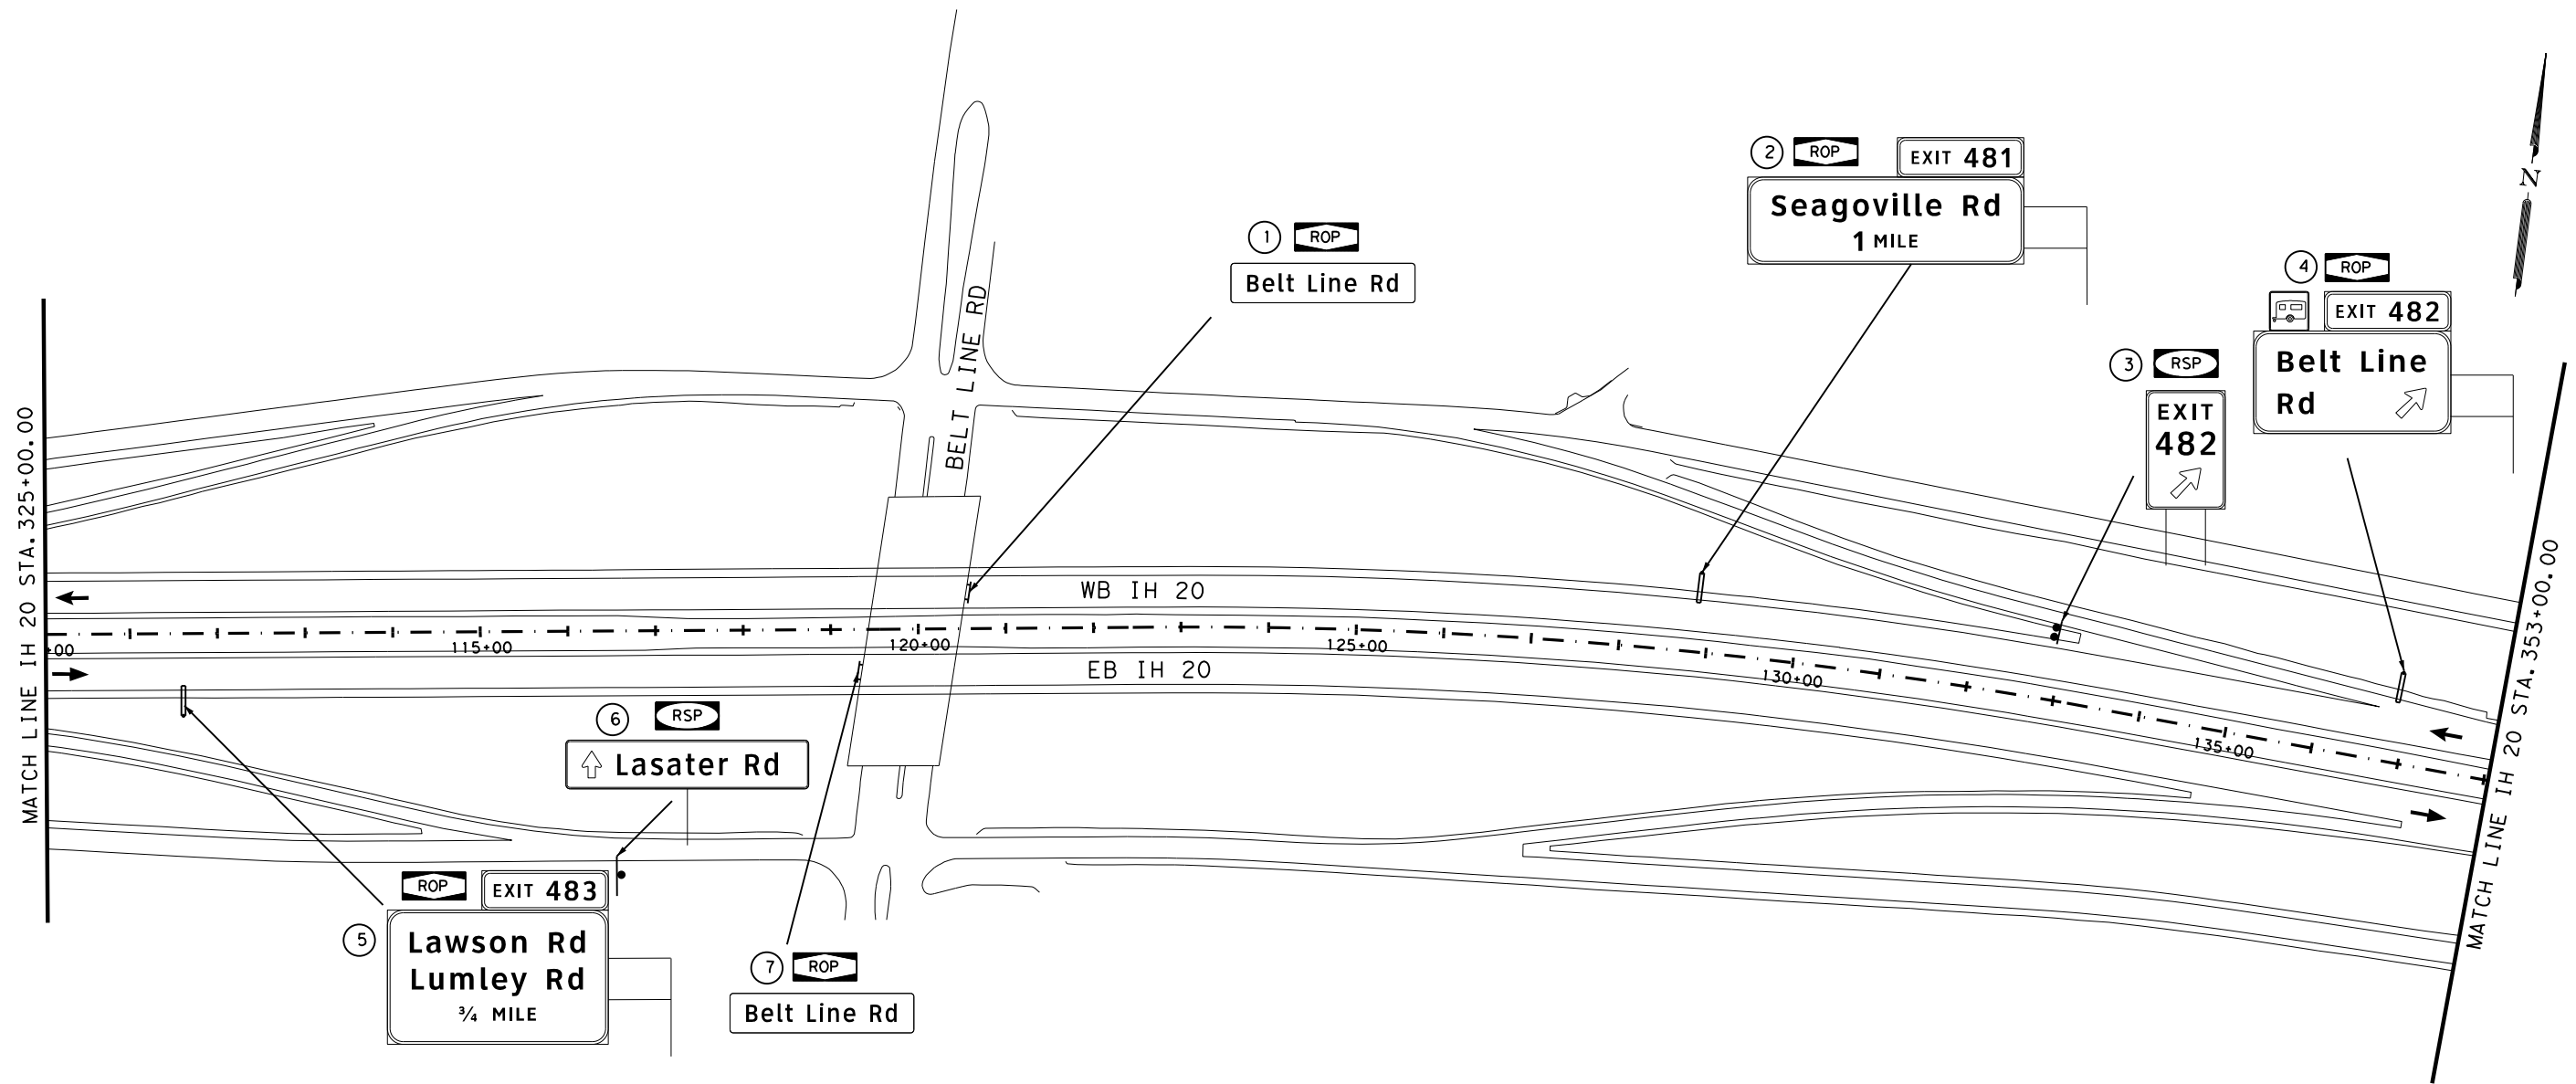 2 ROP EXIT 481
Seagoville Rd
1 MILE
N
1 ROP
Belt Line Rd
4 ROP
EXIT 482
Belt Line
Rd
3 RSP
EXIT
482
BELT LINE RD
MATCH LINE IH 20 STA. 325+00.00
WB IH 20
+00
115+00
120+00
125+00
130+00
135+00
EB IH 20
MATCH LINE IH 20 STA. 353+00.00
6 RSP
Lasater Rd
ROP EXIT 483
5
Lawson Rd
Lumley Rd
¾ MILE
7 ROP
Belt Line Rd